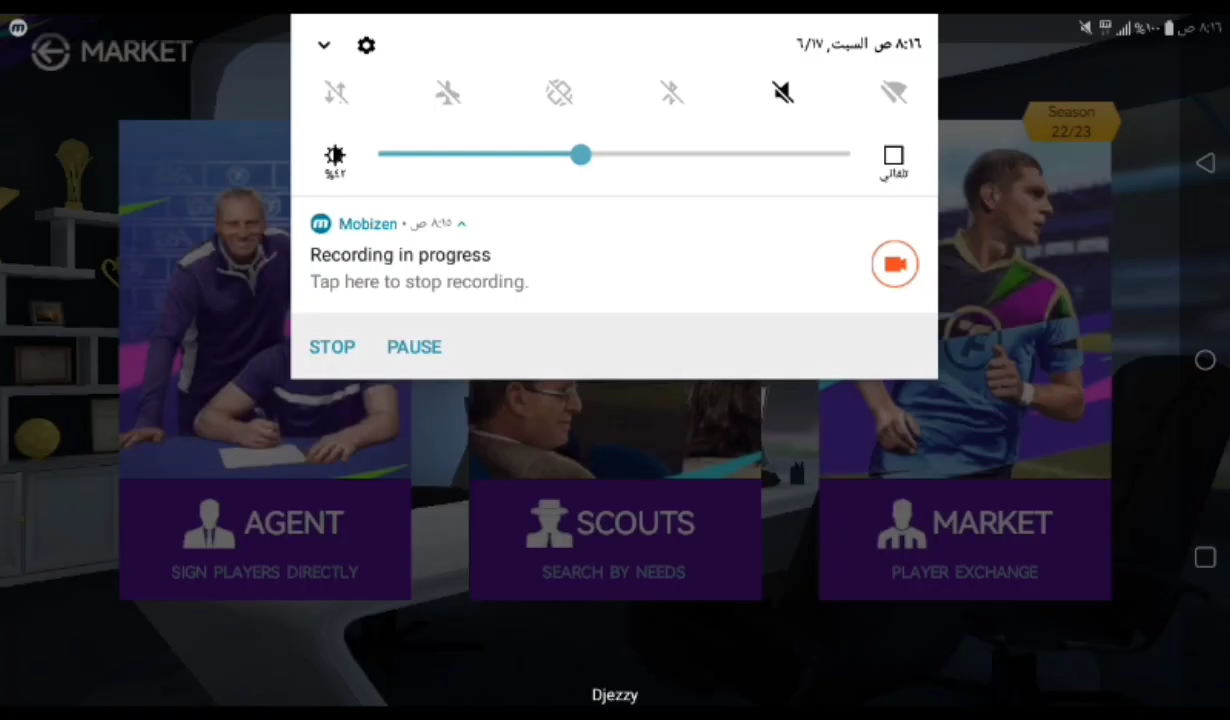 m
MARKET
٨:١٦ ص السبت, ٦/١٧
%١٠٠ ص ٨:١٦
Season
22/23
%٤٢
تلقائي
m Mobizen • ٨:١٥ ص
Recording in progress
Tap here to stop recording.
STOP PAUSE
AGENT
SIGN PLAYERS DIRECTLY
SCOUTS
SEARCH BY NEEDS
MARKET
PLAYER EXCHANGE
Djezzy